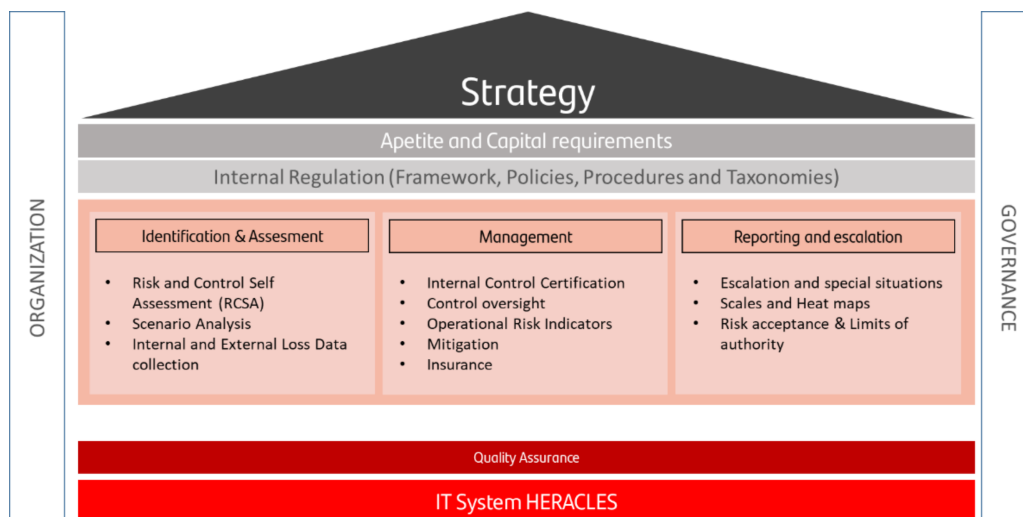 Strategy
Apetite and Capital requirements
Internal Regulation (Framework, Policies, Procedures and Taxonomies)
ORGANIZATION
Identification & Assesment
• Risk and Control Self
Assessment (RCSA)
• Scenario Analysis
• Internal and External Loss Data
collection
Management
• Internal Control Certification
• Control oversight
• Operational Risk Indicators
• Mitigation
• Insurance
Reporting and escalation
• Escalation and special situations
• Scales and Heat maps
• Risk acceptance & Limits of
authority
GOVERNANCE
Quality Assurance
IT System HERACLES